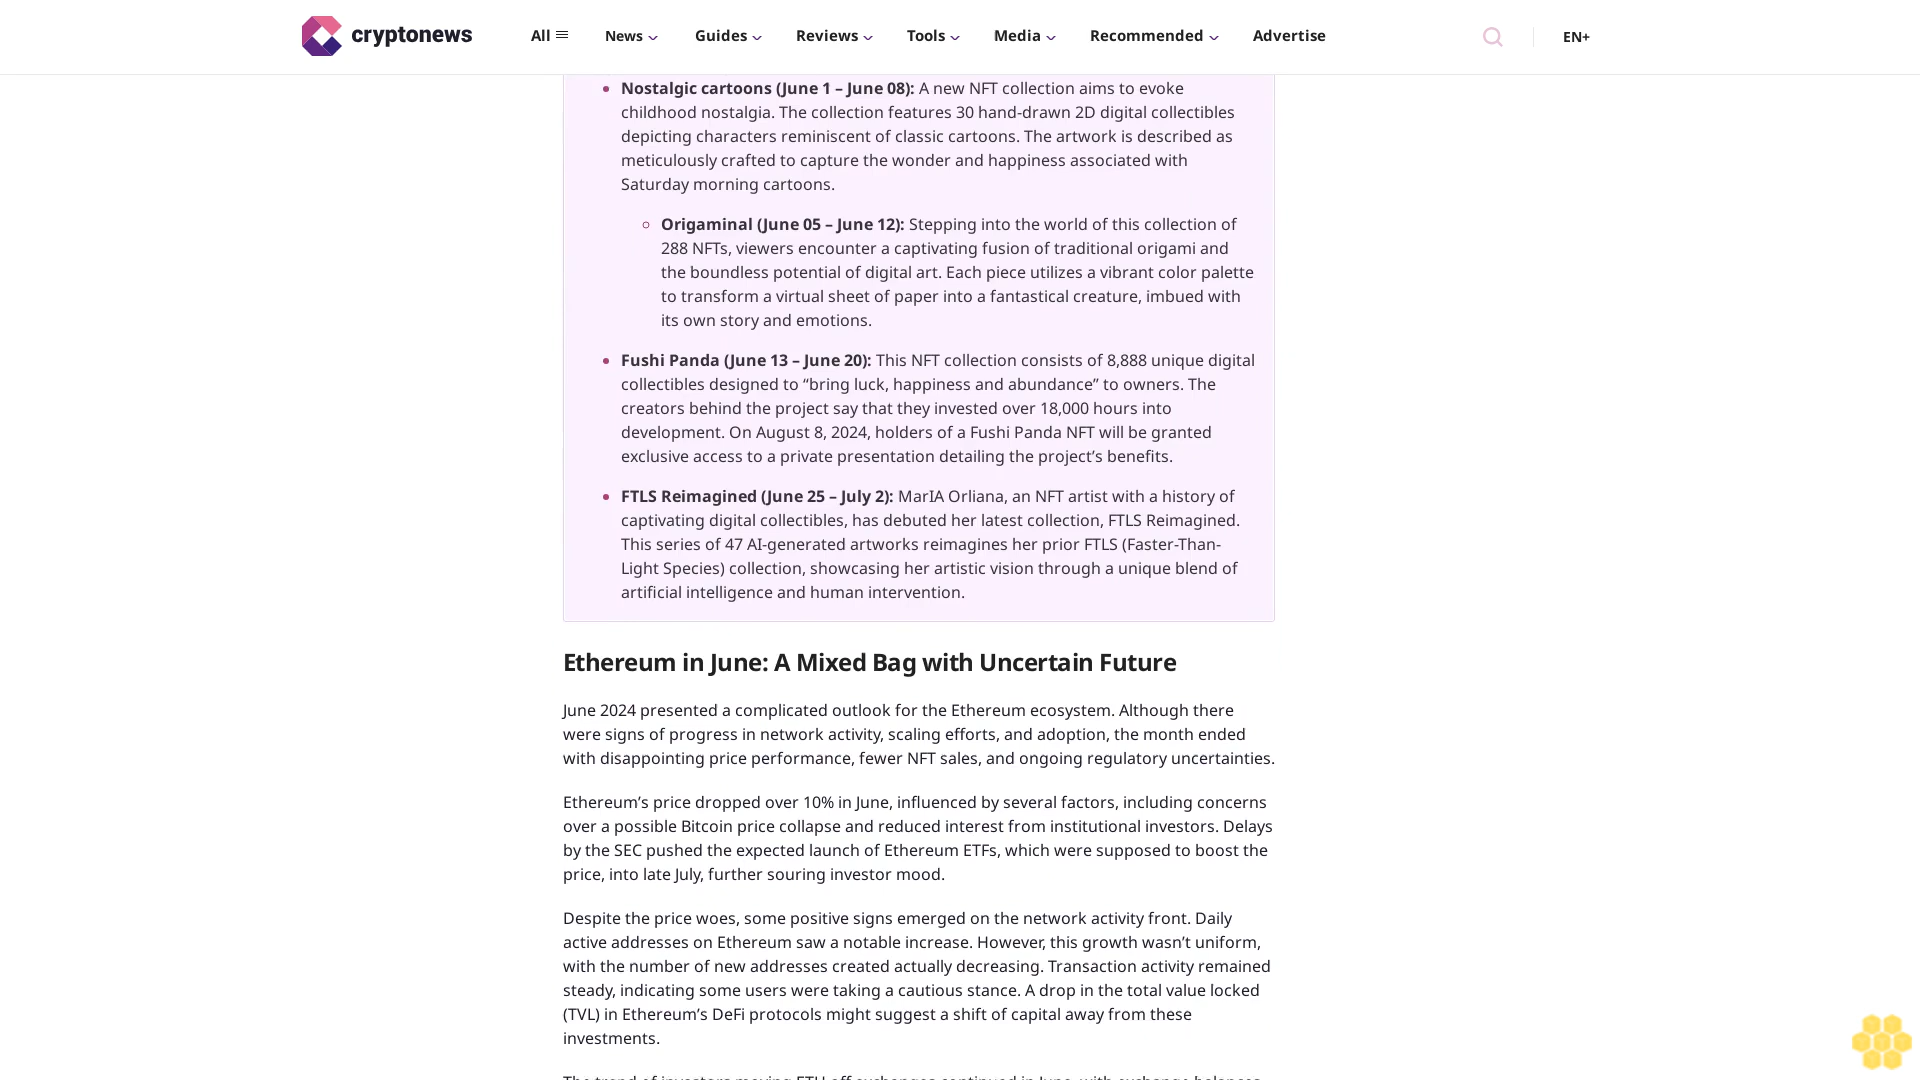 cryptonews
All
News
Guides
Reviews
Tools
Media
Recommended
Advertise
EN+
Nostalgic cartoons (June 1 – June 08): A new NFT collection aims to evoke
childhood nostalgia. The collection features 30 hand-drawn 2D digital collectibles
depicting characters reminiscent of classic cartoons. The artwork is described as
meticulously crafted to capture the wonder and happiness associated with
Saturday morning cartoons.
Origaminal (June 05 – June 12): Stepping into the world of this collection of
288 NFTs, viewers encounter a captivating fusion of traditional origami and
the boundless potential of digital art. Each piece utilizes a vibrant color palette
to transform a virtual sheet of paper into a fantastical creature, imbued with
its own story and emotions.
Fushi Panda (June 13 – June 20): This NFT collection consists of 8,888 unique digital
collectibles designed to “bring luck, happiness and abundance” to owners. The
creators behind the project say that they invested over 18,000 hours into
development. On August 8, 2024, holders of a Fushi Panda NFT will be granted
exclusive access to a private presentation detailing the project’s benefits.
FTLS Reimagined (June 25 – July 2): MarIA Orliana, an NFT artist with a history of
captivating digital collectibles, has debuted her latest collection, FTLS Reimagined.
This series of 47 AI-generated artworks reimagines her prior FTLS (Faster-Than-
Light Species) collection, showcasing her artistic vision through a unique blend of
artificial intelligence and human intervention.
Ethereum in June: A Mixed Bag with Uncertain Future
June 2024 presented a complicated outlook for the Ethereum ecosystem. Although there
were signs of progress in network activity, scaling efforts, and adoption, the month ended
with disappointing price performance, fewer NFT sales, and ongoing regulatory uncertainties.
Ethereum’s price dropped over 10% in June, influenced by several factors, including concerns
over a possible Bitcoin price collapse and reduced interest from institutional investors. Delays
by the SEC pushed the expected launch of Ethereum ETFs, which were supposed to boost the
price, into late July, further souring investor mood.
Despite the price woes, some positive signs emerged on the network activity front. Daily
active addresses on Ethereum saw a notable increase. However, this growth wasn’t uniform,
with the number of new addresses created actually decreasing. Transaction activity remained
steady, indicating some users were taking a cautious stance. A drop in the total value locked
(TVL) in Ethereum’s DeFi protocols might suggest a shift of capital away from these
investments.
The trend of investors moving ETH off exchanges continued in June, with exchange balances